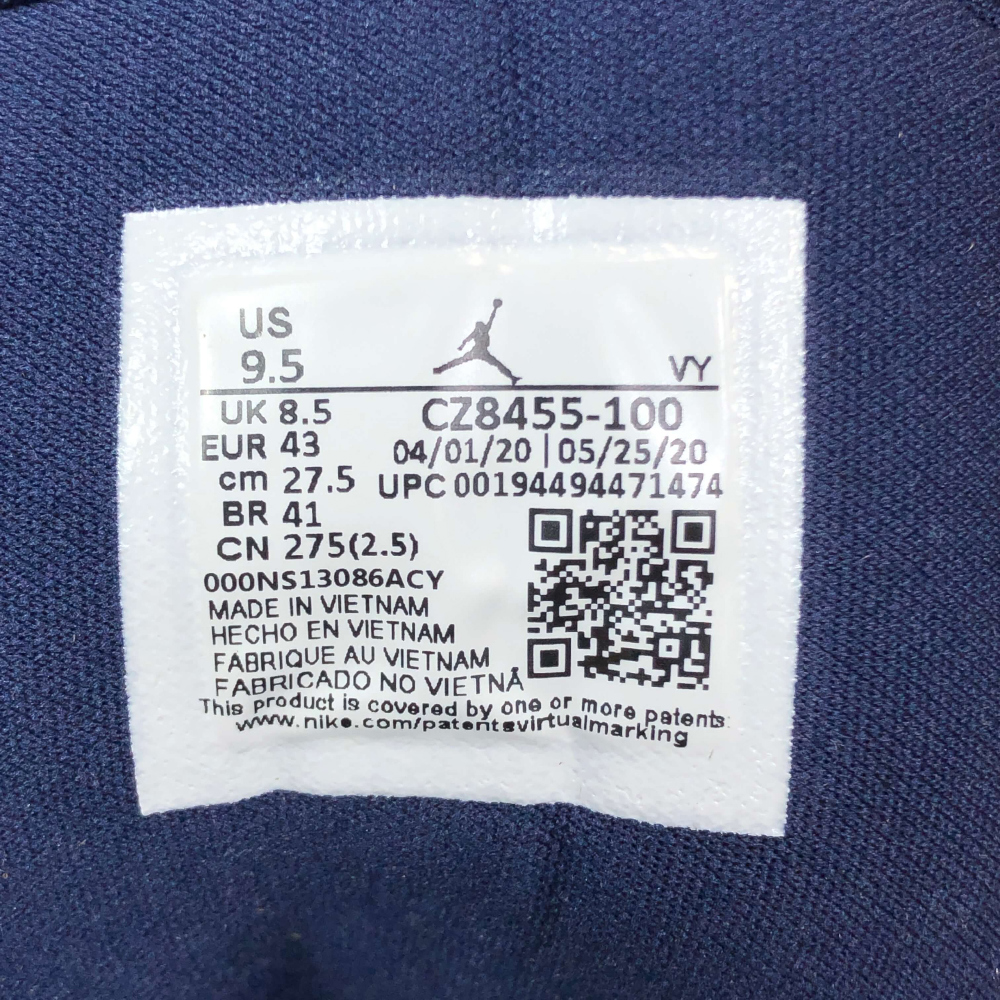 US
9.5
VY
UK 8.5
CZ8455-100
EUR 43
04/01/20 | 05/25/20
cm 27.5
UPC 00194494471474
BR 41
CN 275(2.5)
000NS13086ACY
MADE IN VIETNAM
HECHO EN VIETNAM
FABRIQUE AU VIETNAM
FABRICADO NO VIETNÃ
This product is covered by one or more patents:
www.nike.com/patentsvirtualmarking